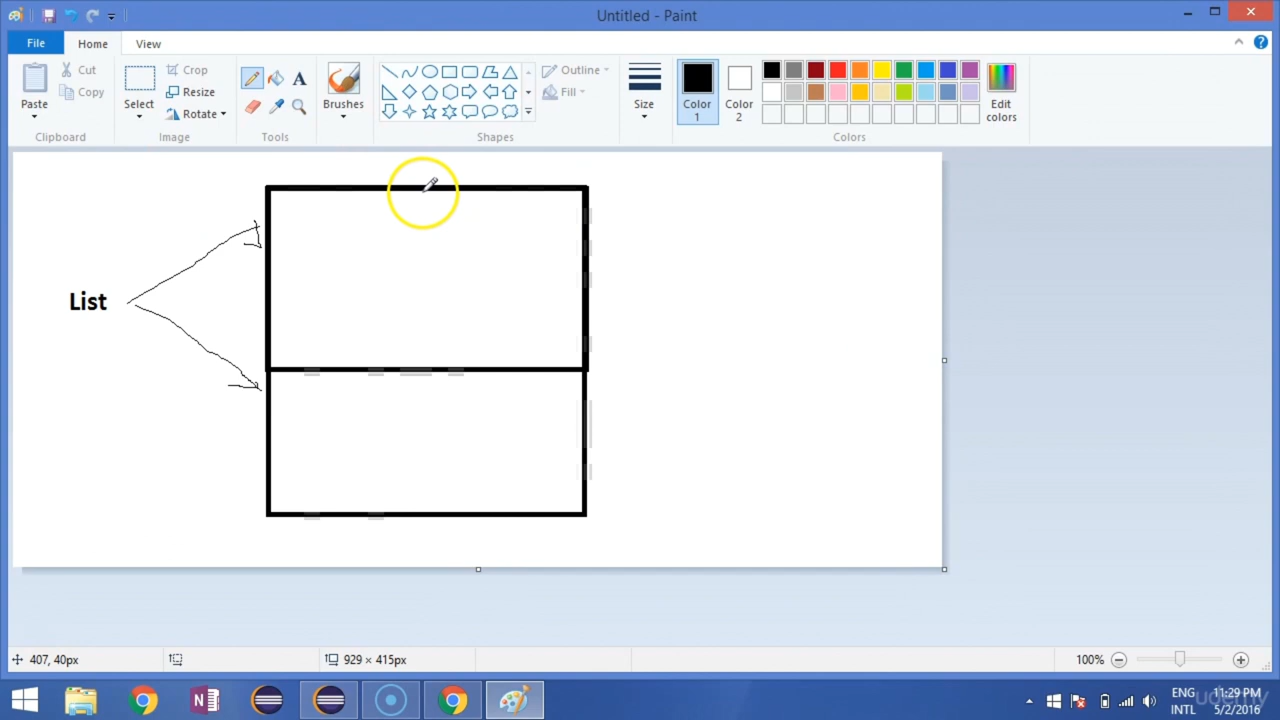 Untitled - Paint
File Home View
Cut
Copy
Paste
Clipboard
Crop
Resize
Rotate
Select
Image
A
Tools
Brushes
Outline
Fill
Shapes
Size
Color 1
Color 2
Edit colors
Colors
List
407, 40px
929 × 415px
100%
N
ENG
INTL
11:29 PM
5/2/2016
udemy